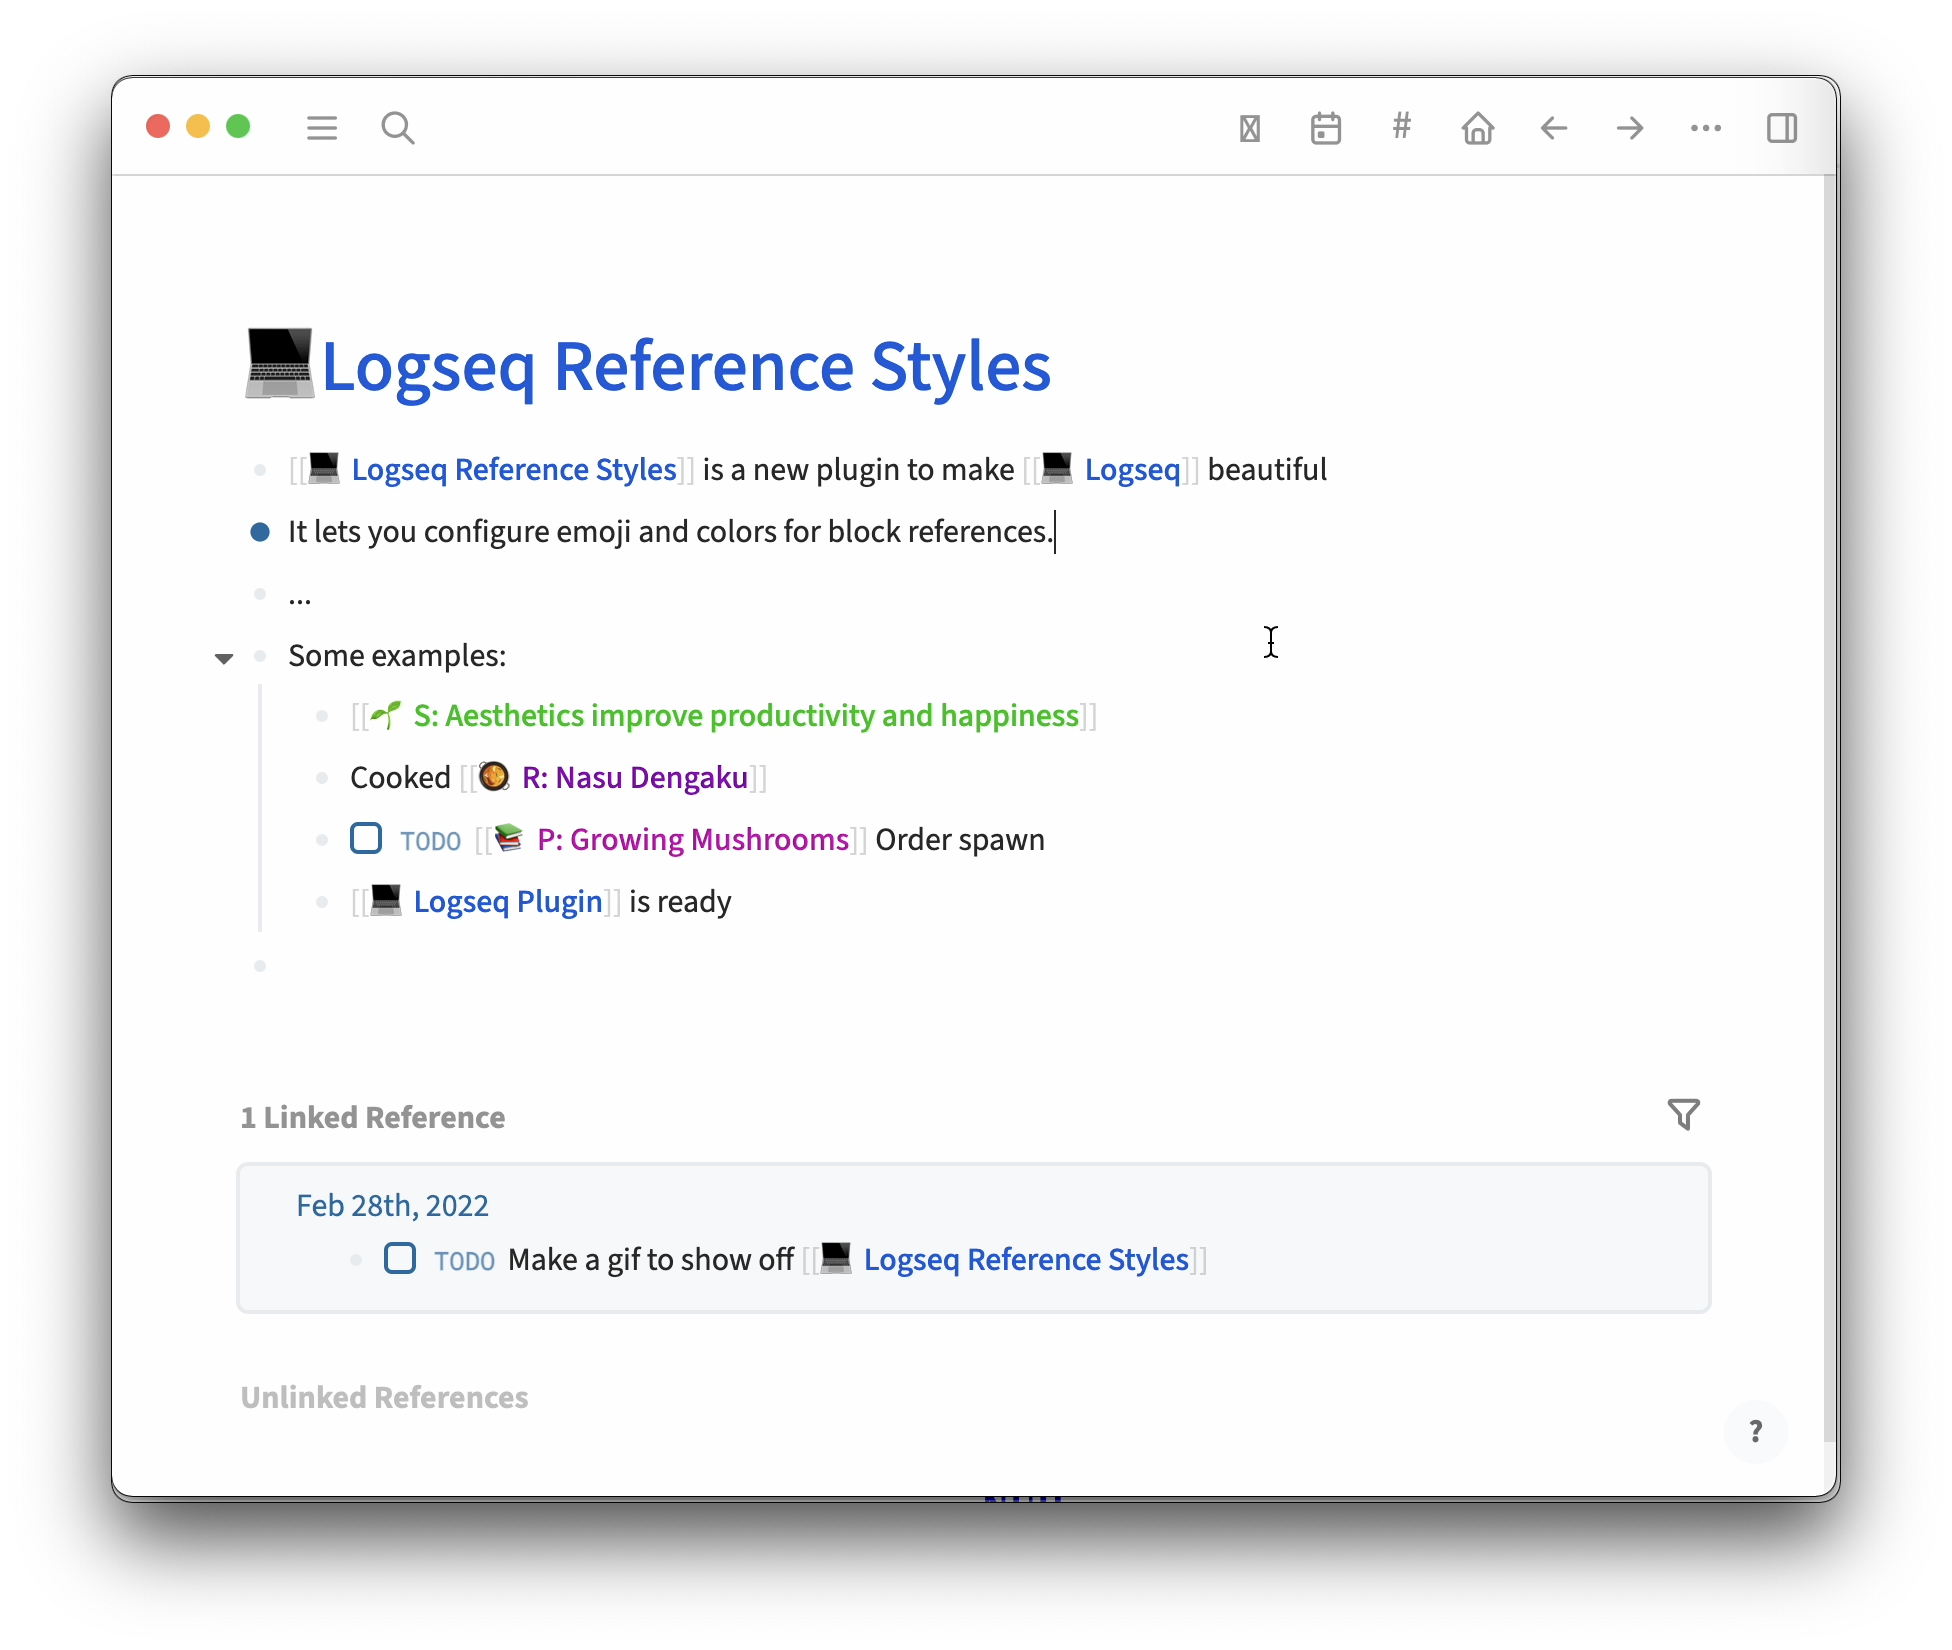 #
💻Logseq Reference Styles
[[💻 Logseq Reference Styles]] is a new plugin to make [[💻 Logseq]] beautiful
It lets you configure emoji and colors for block references.
...
Some examples:
[[🌱 S: Aesthetics improve productivity and happiness]]
Cooked [[🥘 R: Nasu Dengaku]]
TODO [[📚 P: Growing Mushrooms]] Order spawn
[[💻 Logseq Plugin]] is ready
1 Linked Reference
Feb 28th, 2022
TODO Make a gif to show off [[💻 Logseq Reference Styles]]
Unlinked References
?